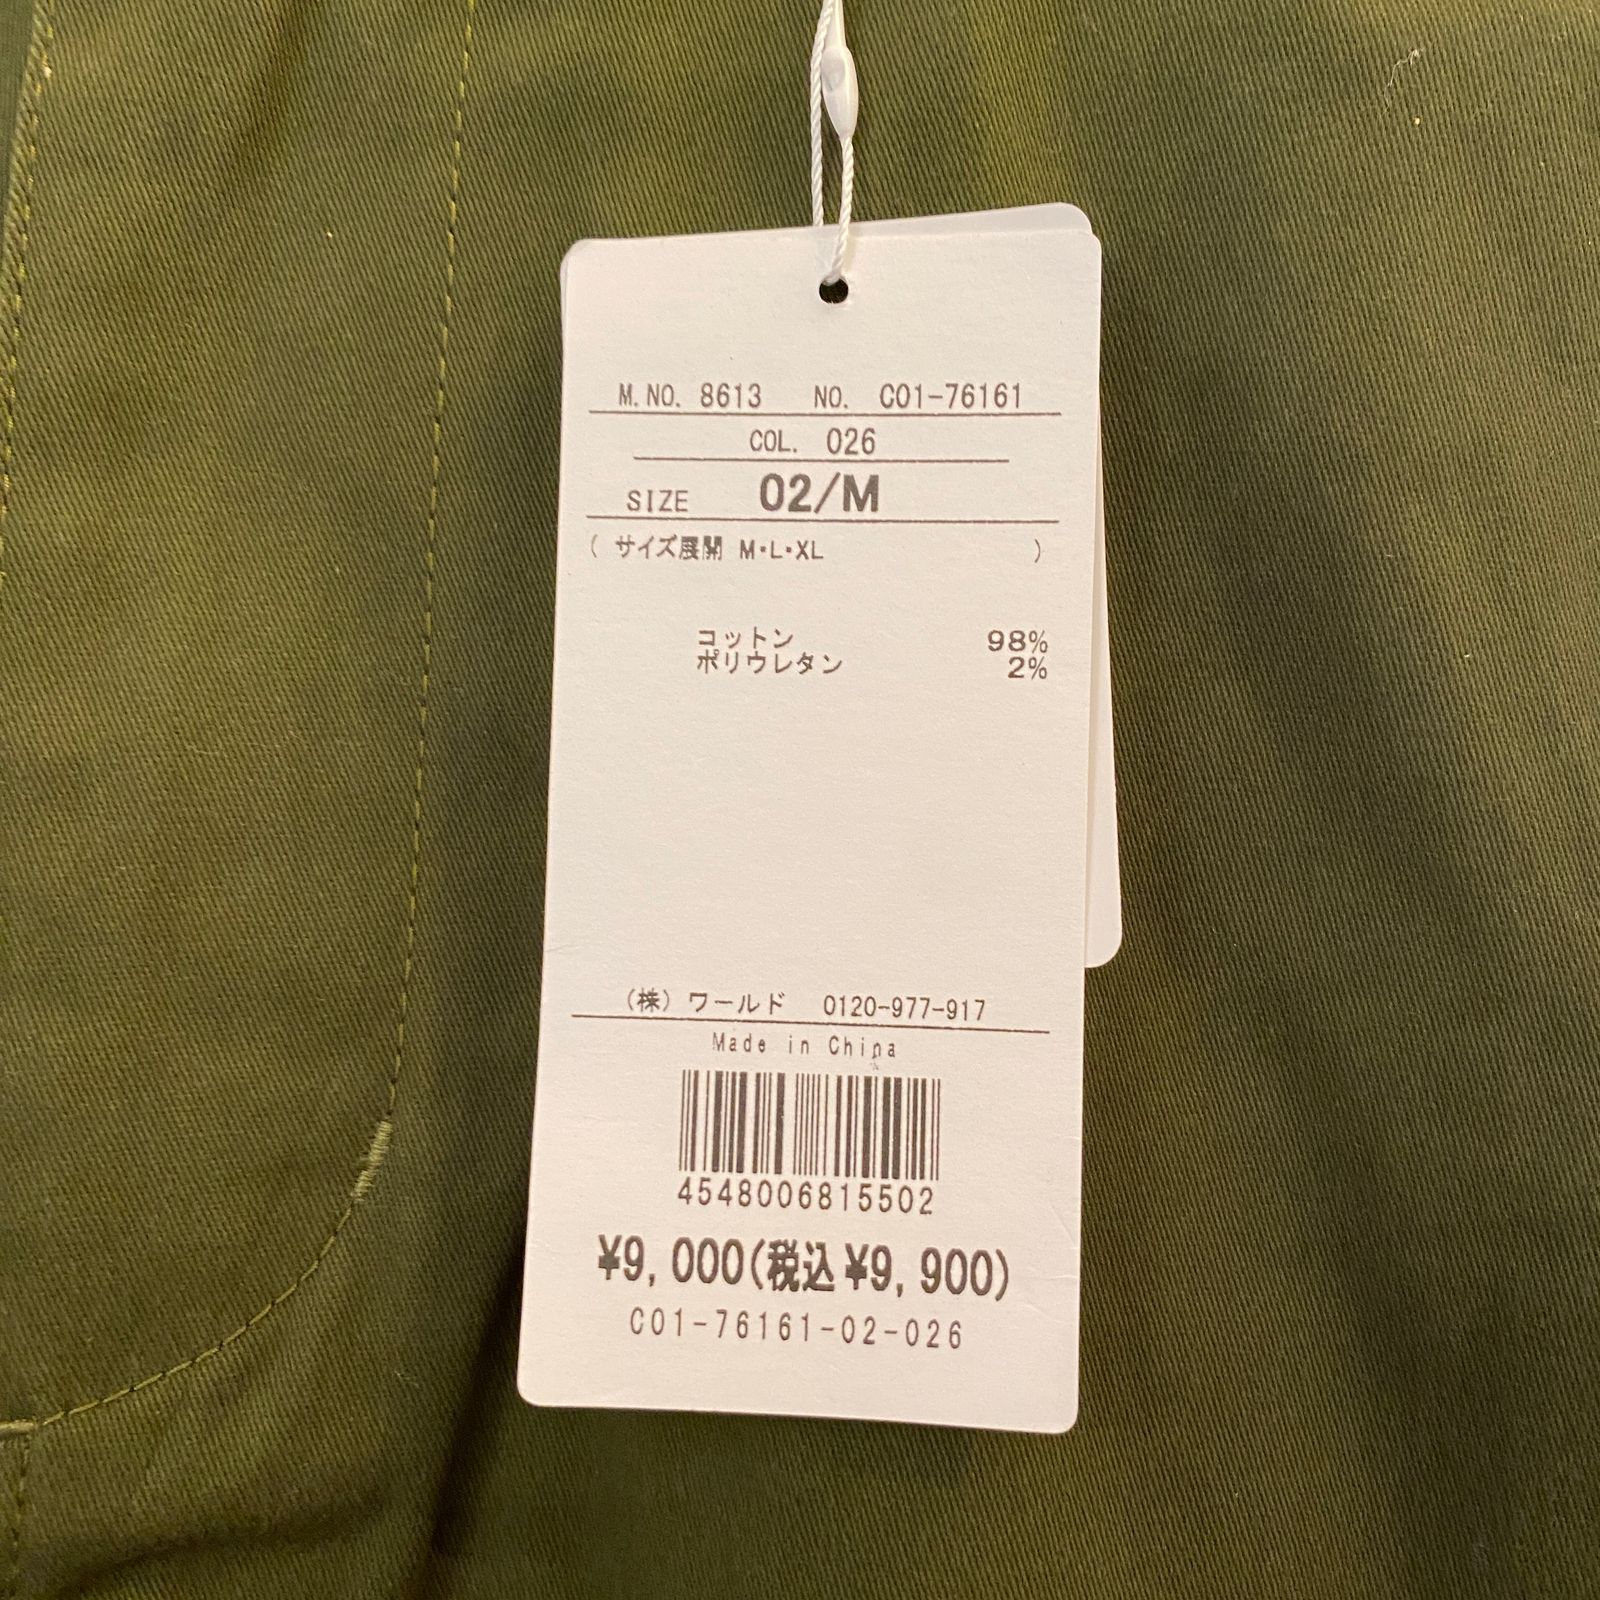 M.NO. 8613 NO. C01-76161
COL. 026
SIZE 02/M
( サイズ展開 M・L・XL )
コットン 98%
ポリウレタン 2%
(株)ワールド 0120-977-917
Made in China
4548006815502
¥9,000(税込¥9,900)
C01-76161-02-026